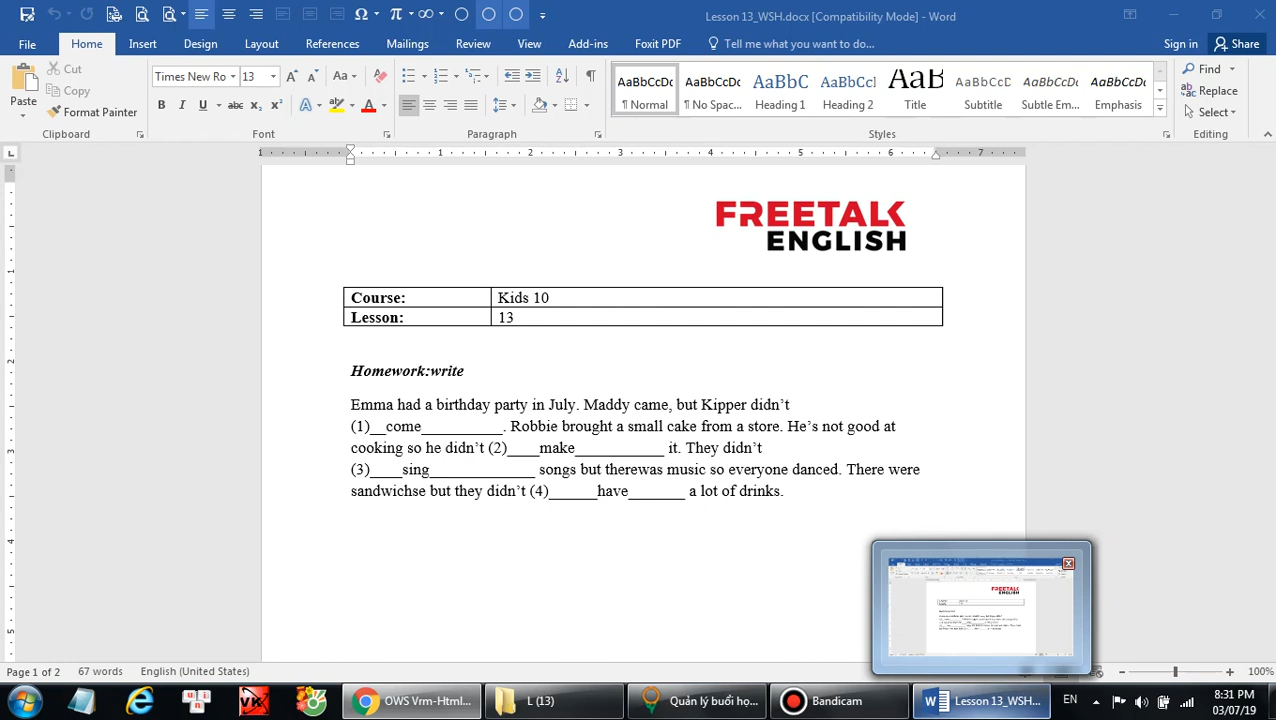 Lesson 13_WSH.docx [Compatibility Mode] - Word
File Home Insert Design Layout References Mailings Review View Add-ins Foxit PDF Tell me what you want to do... Sign in Share
Paste Cut Copy Format Painter
Times New Ro 13
AaBbCcDc AaBbCcDc AaBbC AaBbCcI AaB AaBbCcD AaBbCcDc AaBbCcDc
¶ Normal ¶ No Spac... Heading 1 Heading 2 Title Subtitle Subtle Em... Emphasis
Find Replace Select
Clipboard Font Paragraph Styles Editing
FREETALK
ENGLISH
Course: Kids 10
Lesson: 13
Homework:write
Emma had a birthday party in July. Maddy came, but Kipper didn’t
(1)__come___________. Robbie brought a small cake from a store. He’s not good at
cooking so he didn’t (2)____make____________ it. They didn’t
(3)____sing______________ songs but therewas music so everyone danced. There were
sandwichse but they didn’t (4)______have_______ a lot of drinks.
Page 1 of 2 67 words English (United States) 100%
OWS Vrm-Html... L (13) Quản lý buổi họ... Bandicam Lesson 13_WSH... EN 8:31 PM
03/07/19